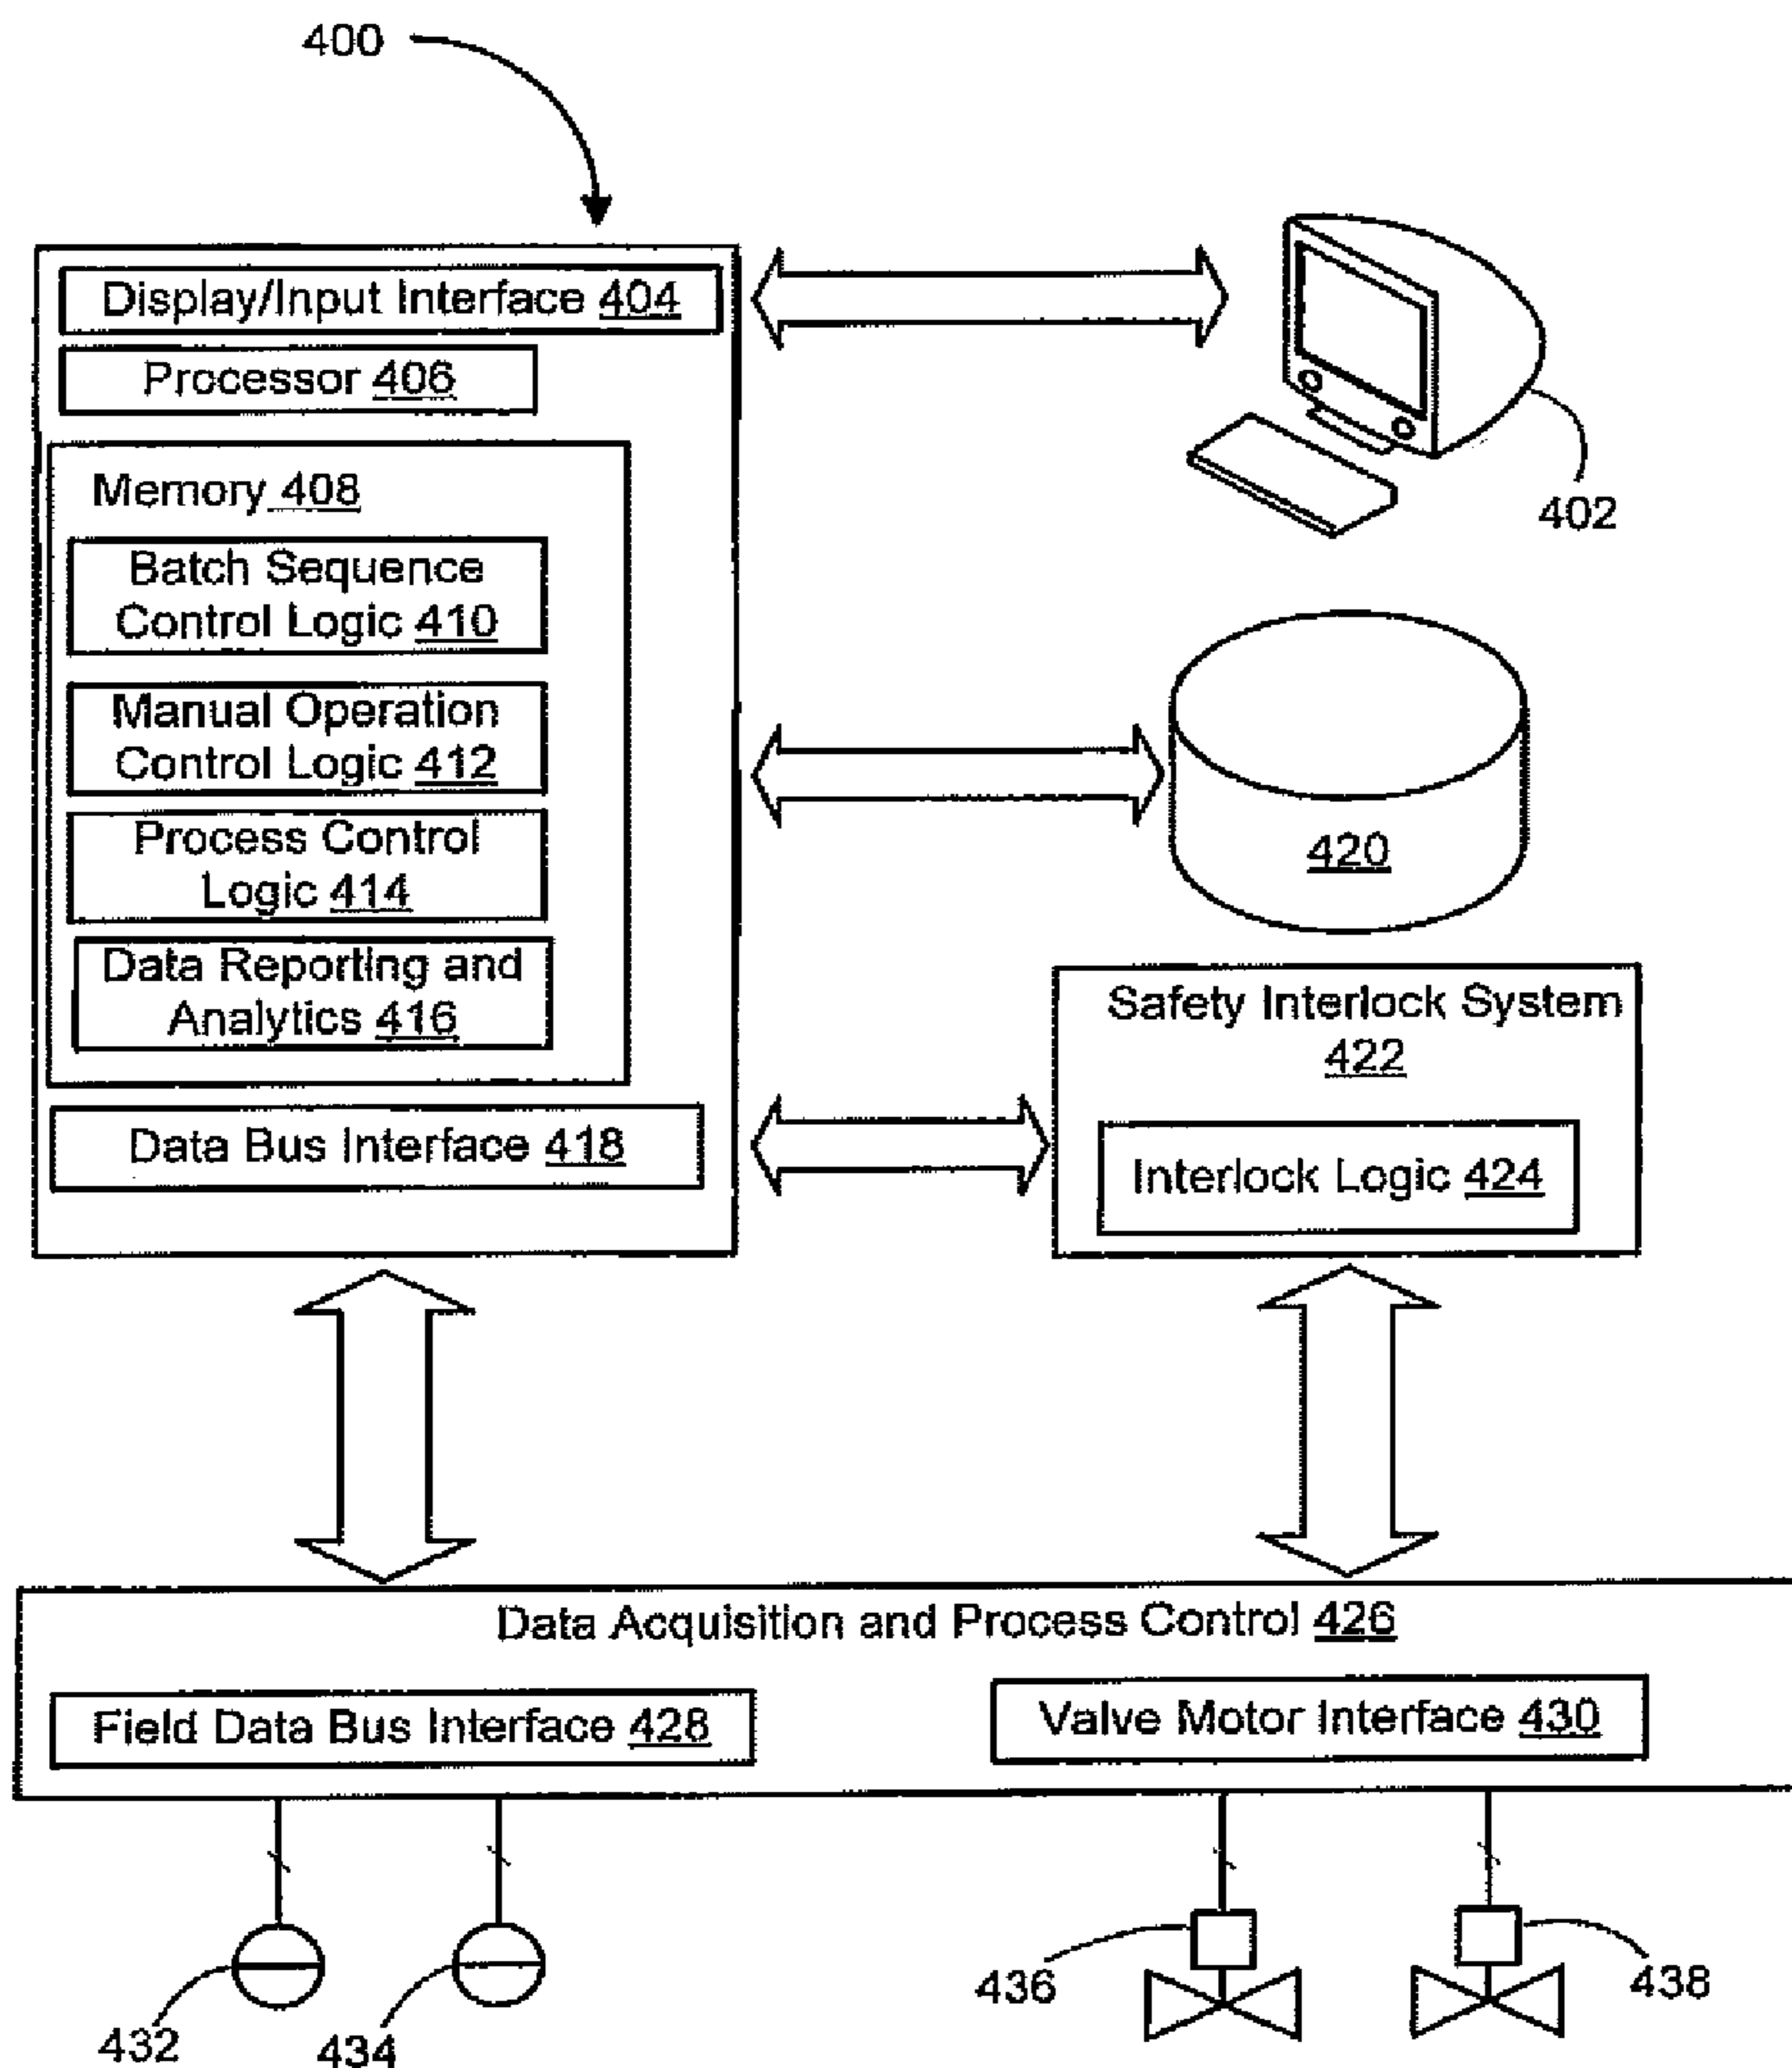 400
Display/Input Interface 404
Processor 406
Memory 408
Batch Sequence
Control Logic 410
Manual Operation
Control Logic 412
Process Control
Logic 414
Data Reporting and
Analytics 416
Data Bus Interface 418
402
420
Safety Interlock System
422
Interlock Logic 424
Data Acquisition and Process Control 426
Field Data Bus Interface 428
Valve Motor Interface 430
432
434
436
438